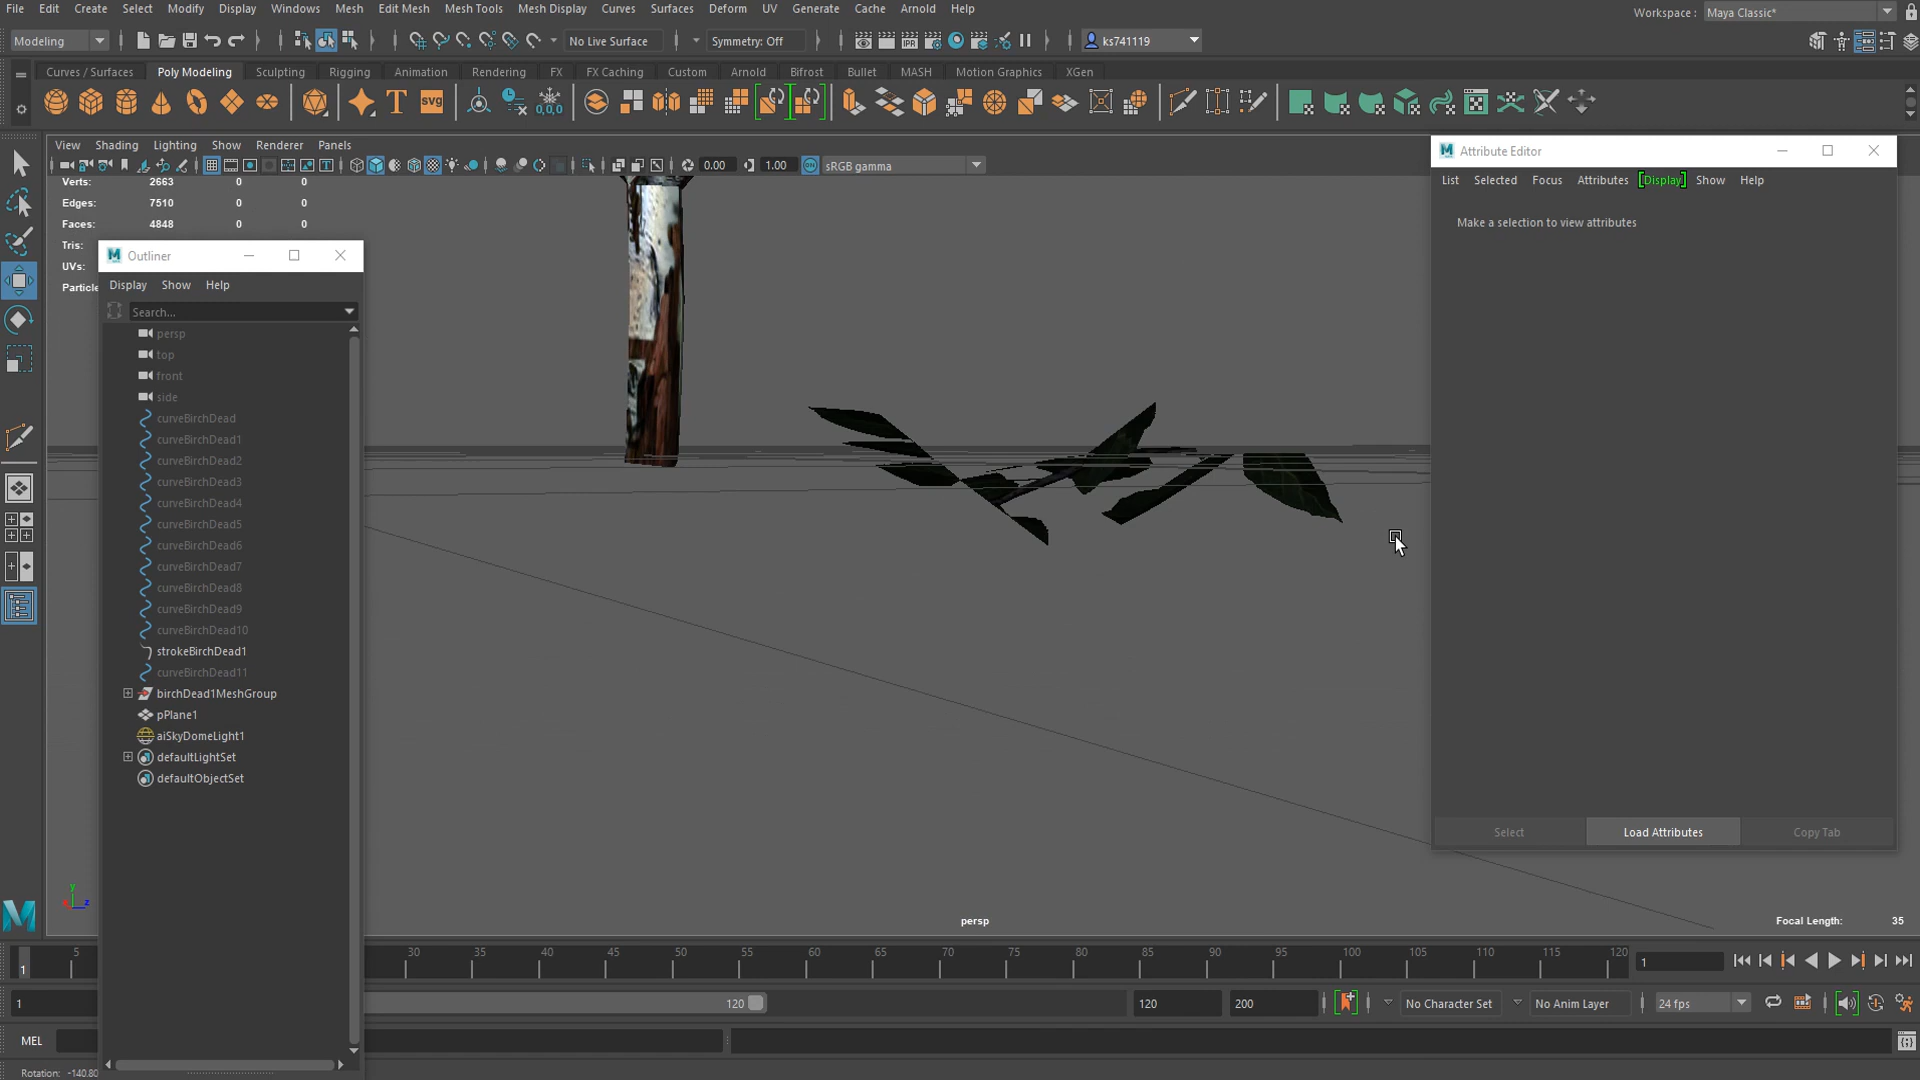 File Edit Create Select Modify Display Windows Mesh Edit Mesh Mesh Tools Mesh Display Curves Surfaces Deform UV Generate Cache Arnold Help
Workspace : Maya Classic*
Modeling
No Live Surface
Symmetry: Off
ks741119
Curves / Surfaces Poly Modeling Sculpting Rigging Animation Rendering FX FX Caching Custom Arnold Bifrost Bullet MASH Motion Graphics XGen
T svg 0,0,0
View Shading Lighting Show Renderer Panels
0.00 1.00 sRGB gamma
Verts: 2663 0 0
Edges: 7510 0 0
Faces: 4848 0 0
Tris:
UVs:
Particle
Outliner
Display Show Help
Search...
persp
top
front
side
curveBirchDead
curveBirchDead1
curveBirchDead2
curveBirchDead3
curveBirchDead4
curveBirchDead5
curveBirchDead6
curveBirchDead7
curveBirchDead8
curveBirchDead9
curveBirchDead10
strokeBirchDead1
curveBirchDead11
birchDead1MeshGroup
pPlane1
aiSkyDomeLight1
defaultLightSet
defaultObjectSet
Attribute Editor
List Selected Focus Attributes Display Show Help
Make a selection to view attributes
Select Load Attributes Copy Tab
y
x z
persp
Focal Length: 35
1 5 30 35 40 45 50 55 60 65 70 75 80 85 90 95 100 105 110 115 120
1
1 120 120 200 No Character Set No Anim Layer 24 fps
MEL
Rotation: -140.80